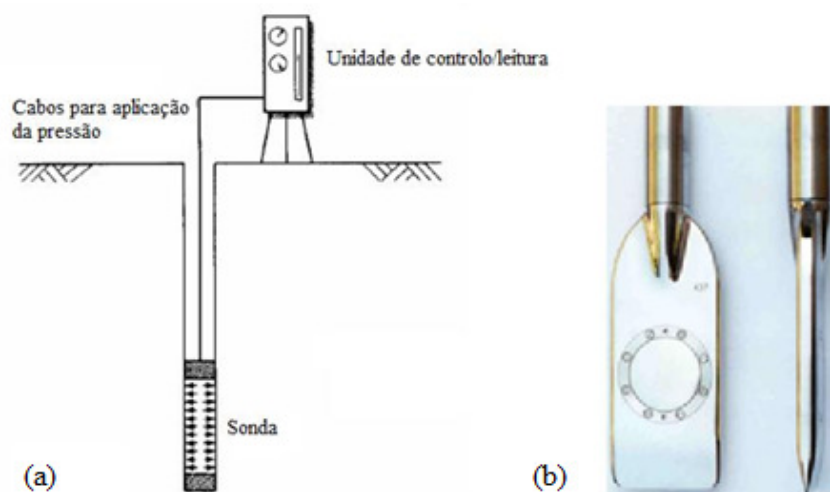 Unidade de controlo/leitura
Cabos para aplicação
da pressão
Sonda
(a)
(b)